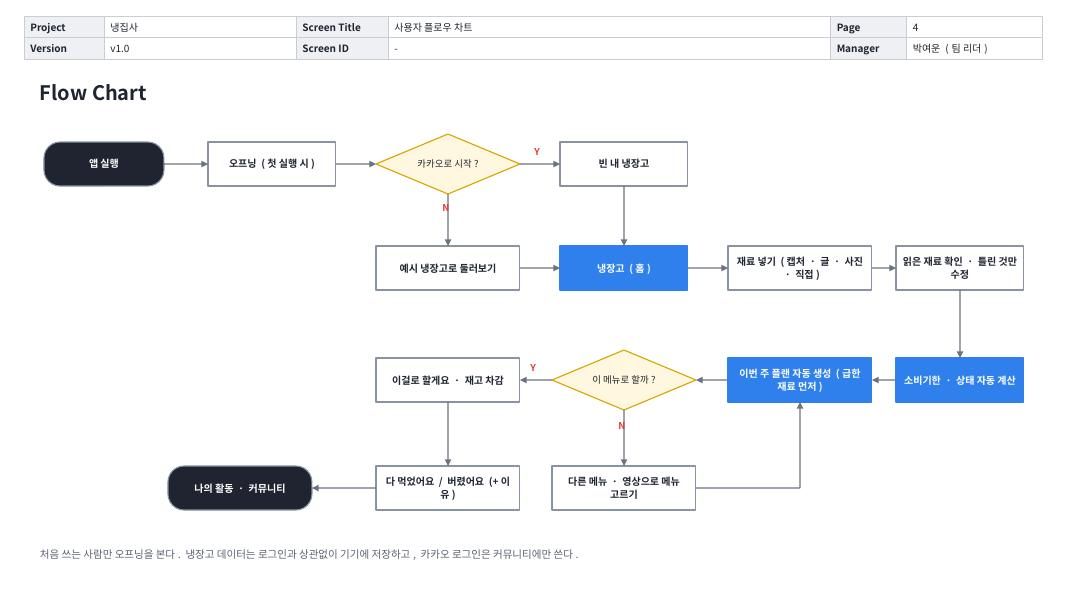 Project 냉집사 Screen Title 사용자 플로우 차트 Page 4
Version v1.0 Screen ID - Manager 박여운 ( 팀 리더 )
Flow Chart
앱 실행
오프닝 ( 첫 실행 시 )
카카오로 시작 ?
Y
빈 내 냉장고
N
예시 냉장고로 둘러보기
냉장고 ( 홈 )
재료 넣기 ( 캡처 · 글 · 사진
· 직접 )
읽은 재료 확인 · 틀린 것만
수정
이걸로 할게요 · 재고 차감
Y
이 메뉴로 할까 ?
이번 주 플랜 자동 생성 ( 급한
재료 먼저 )
소비기한 · 상태 자동 계산
N
나의 활동 · 커뮤니티
다 먹었어요 / 버렸어요 (+ 이
유 )
다른 메뉴 · 영상으로 메뉴
고르기
처음 쓰는 사람만 오프닝을 본다 . 냉장고 데이터는 로그인과 상관없이 기기에 저장하고 , 카카오 로그인은 커뮤니티에만 쓴다 .